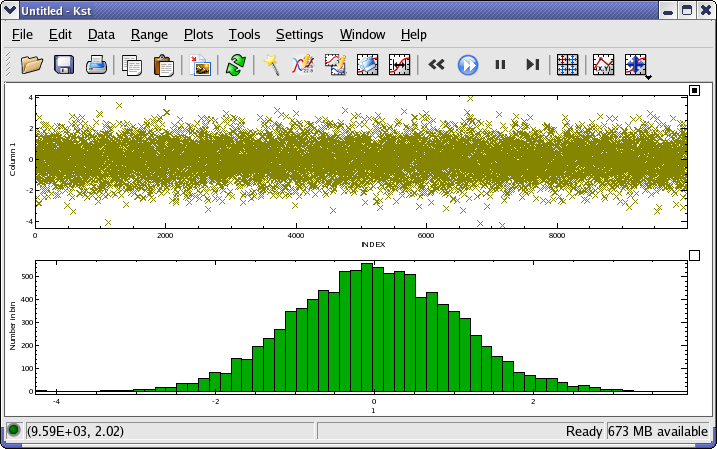 Untitled - Kst
File Edit Data Range Plots Tools Settings Window Help
4
2
0
-2
-4
Column 1
0 2000 4000 6000 8000
INDEX
500
400
300
200
100
0
Number in bin
-4 -2 0 2
1
(9.59E+03, 2.02) Ready 673 MB available